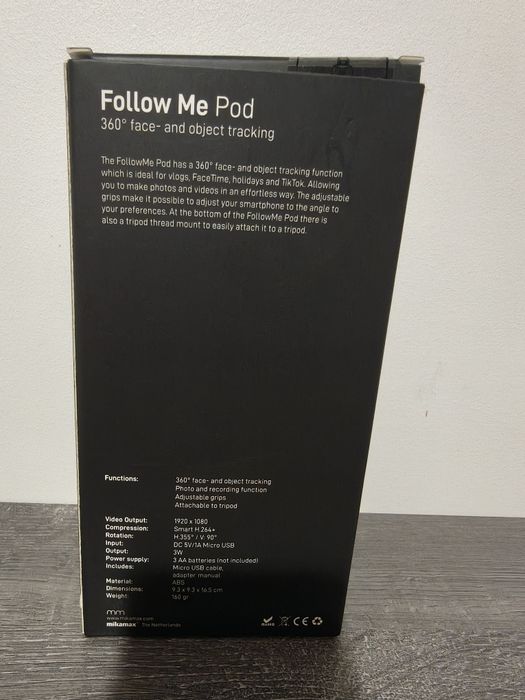 Follow Me Pod
360° face- and object tracking
The FollowMe Pod has a 360° face- and object tracking function
which is ideal for vlogs, FaceTime, holidays and TikTok. Allowing
you to make photos and videos in an effortless way. The adjustable
grips make it possible to adjust your smartphone to the angle to
your preferences. At the bottom of the FollowMe Pod there is
also a tripod thread mount to easily attach it to a tripod.
Functions: 360° face- and object tracking
Photo and recording function
Adjustable grips
Attachable to tripod
Video Output: 1920 x 1080
Compression: Smart H.264+
Rotation: H:355° / V: 90°
Input: DC 5V/1A Micro USB
Output: 3W
Power supply: 3 AA batteries (not included)
Includes: Micro USB cable,
adapter manual
Material: ABS
Dimensions: 9.3 x 9.3 x 16.5 cm
Weight: 160 gr
mm
www.mikamax.com
mikamax The Netherlands
RoHS CE